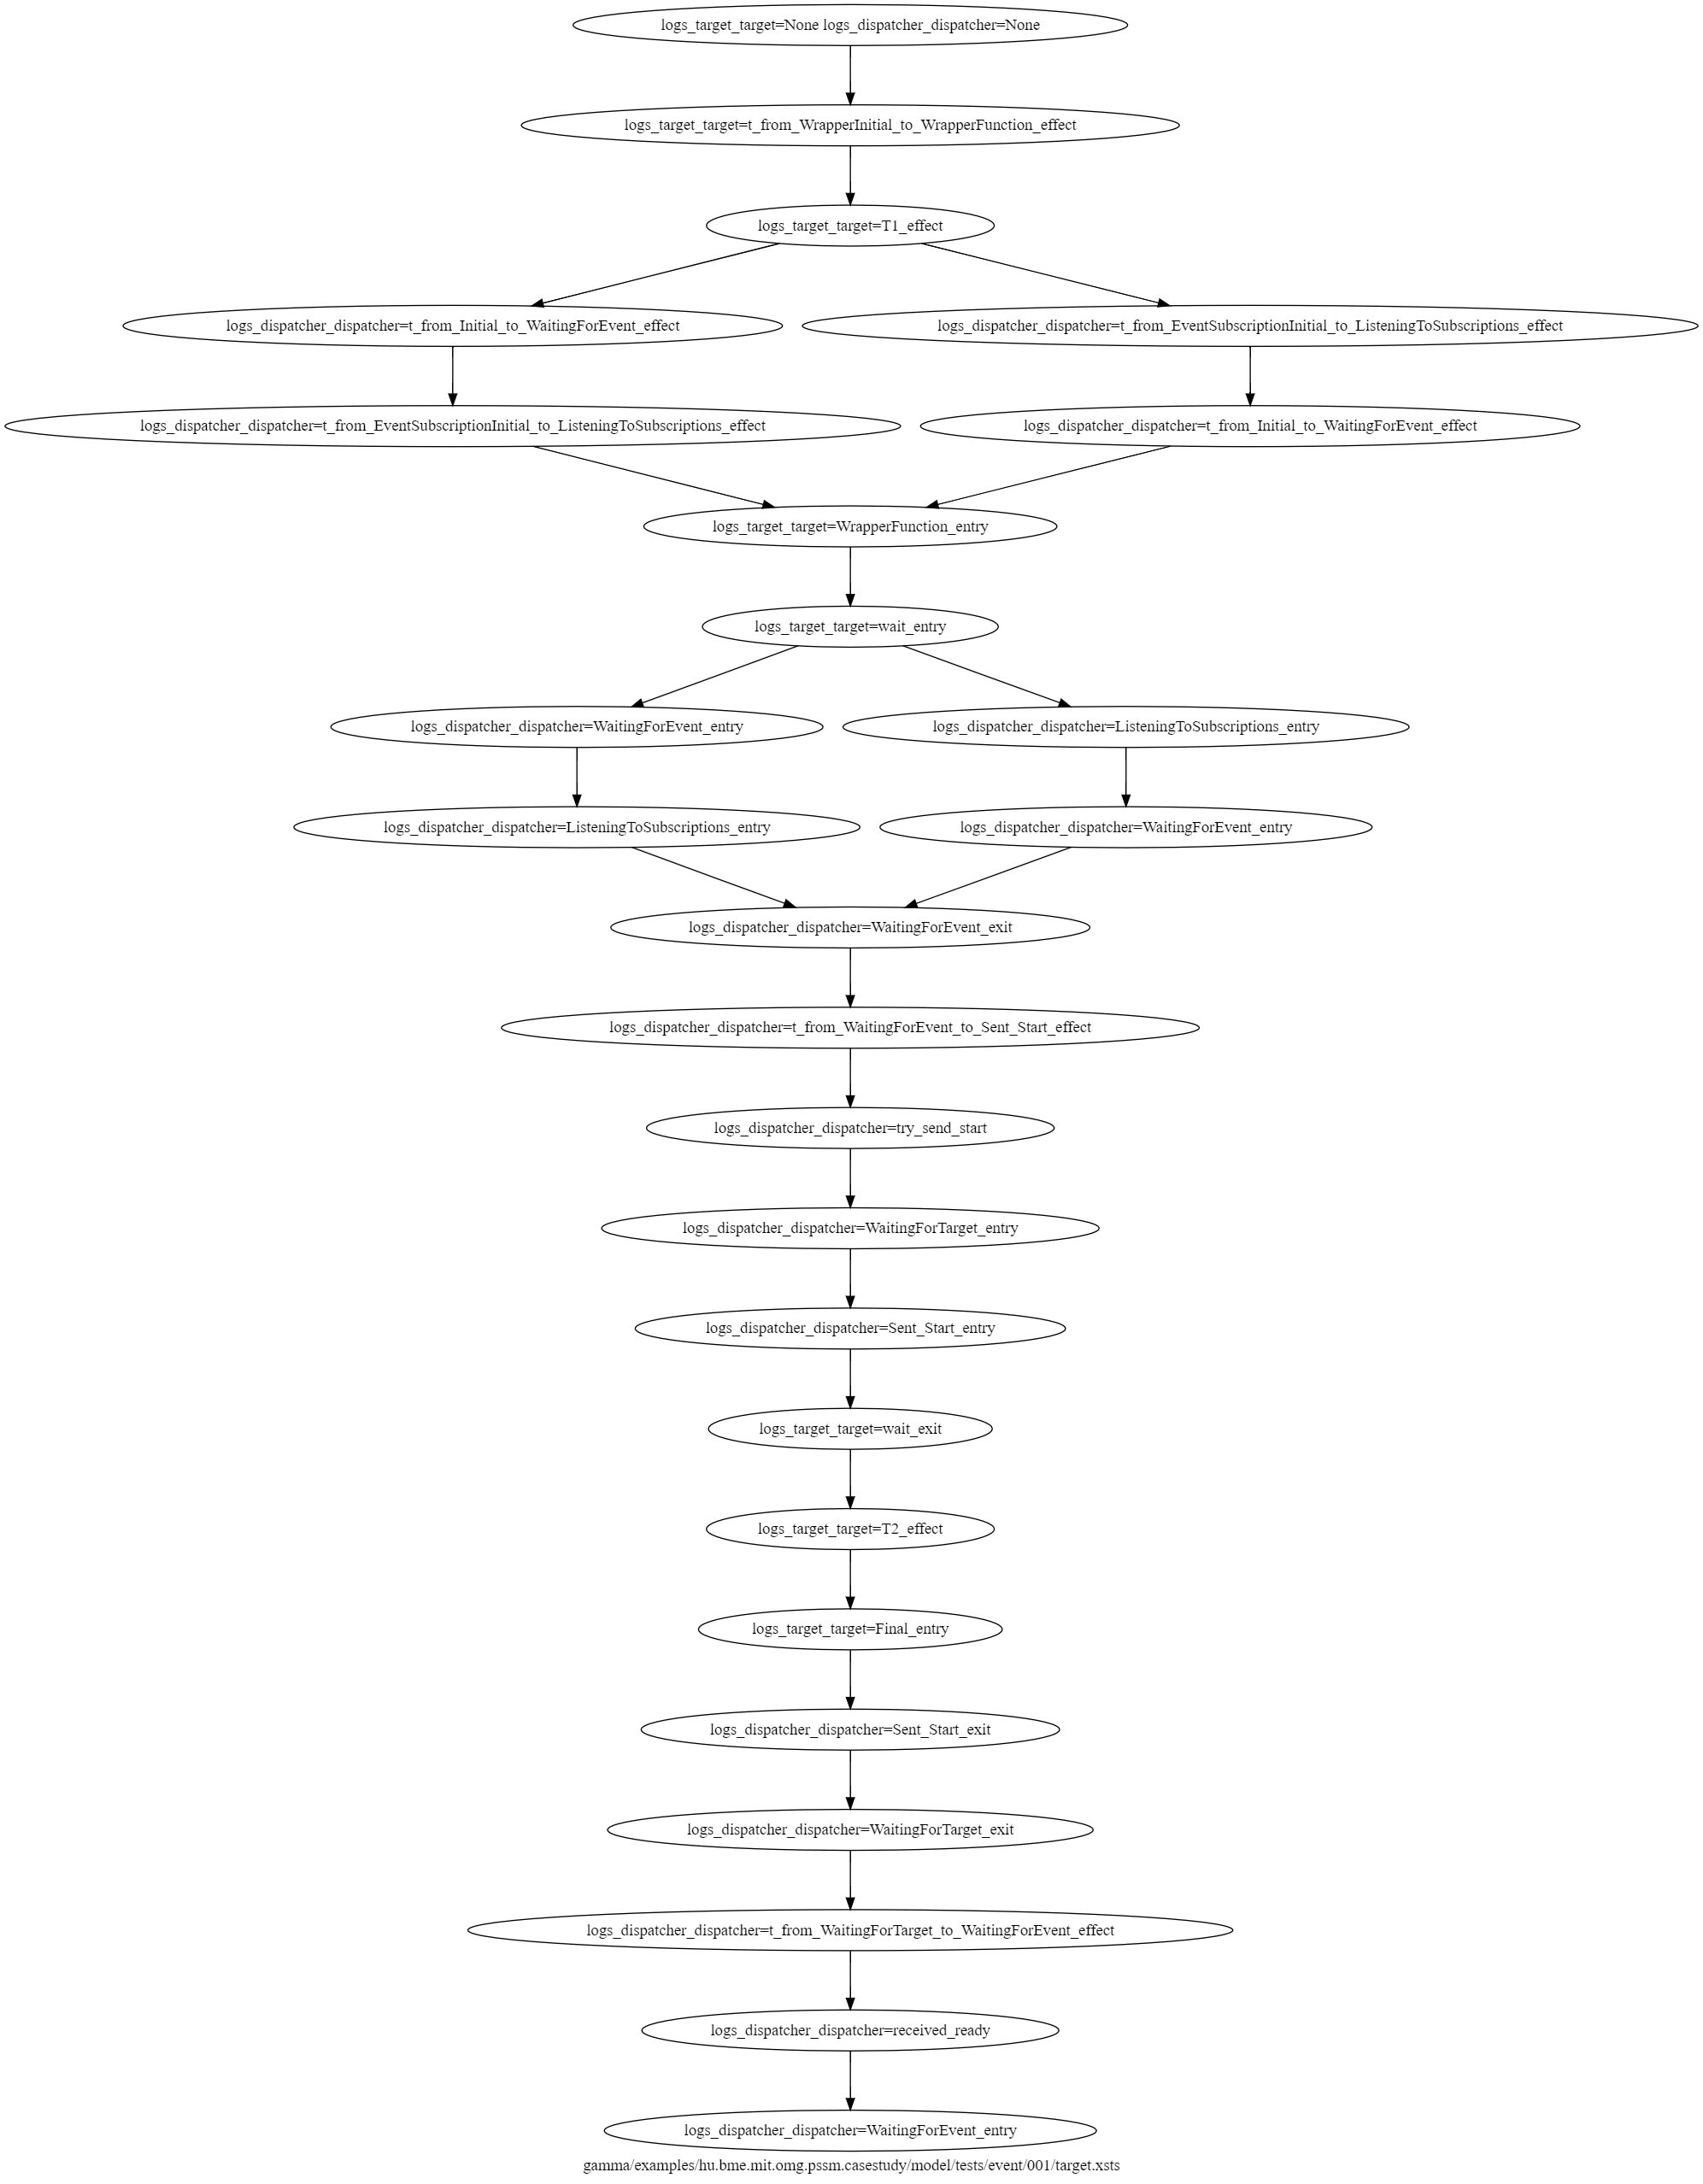 logs_target_target=None logs_dispatcher_dispatcher=None
logs_target_target=t_from_WrapperInitial_to_WrapperFunction_effect
logs_target_target=T1_effect
logs_dispatcher_dispatcher=t_from_Initial_to_WaitingForEvent_effect
logs_dispatcher_dispatcher=t_from_EventSubscriptionInitial_to_ListeningToSubscriptions_effect
logs_dispatcher_dispatcher=t_from_EventSubscriptionInitial_to_ListeningToSubscriptions_effect
logs_dispatcher_dispatcher=t_from_Initial_to_WaitingForEvent_effect
logs_target_target=WrapperFunction_entry
logs_target_target=wait_entry
logs_dispatcher_dispatcher=WaitingForEvent_entry
logs_dispatcher_dispatcher=ListeningToSubscriptions_entry
logs_dispatcher_dispatcher=ListeningToSubscriptions_entry
logs_dispatcher_dispatcher=WaitingForEvent_entry
logs_dispatcher_dispatcher=WaitingForEvent_exit
logs_dispatcher_dispatcher=t_from_WaitingForEvent_to_Sent_Start_effect
logs_dispatcher_dispatcher=try_send_start
logs_dispatcher_dispatcher=WaitingForTarget_entry
logs_dispatcher_dispatcher=Sent_Start_entry
logs_target_target=wait_exit
logs_target_target=T2_effect
logs_target_target=Final_entry
logs_dispatcher_dispatcher=Sent_Start_exit
logs_dispatcher_dispatcher=WaitingForTarget_exit
logs_dispatcher_dispatcher=t_from_WaitingForTarget_to_WaitingForEvent_effect
logs_dispatcher_dispatcher=received_ready
logs_dispatcher_dispatcher=WaitingForEvent_entry
gamma/examples/hu.bme.mit.omg.pssm.casestudy/model/tests/event/001/target.xsts